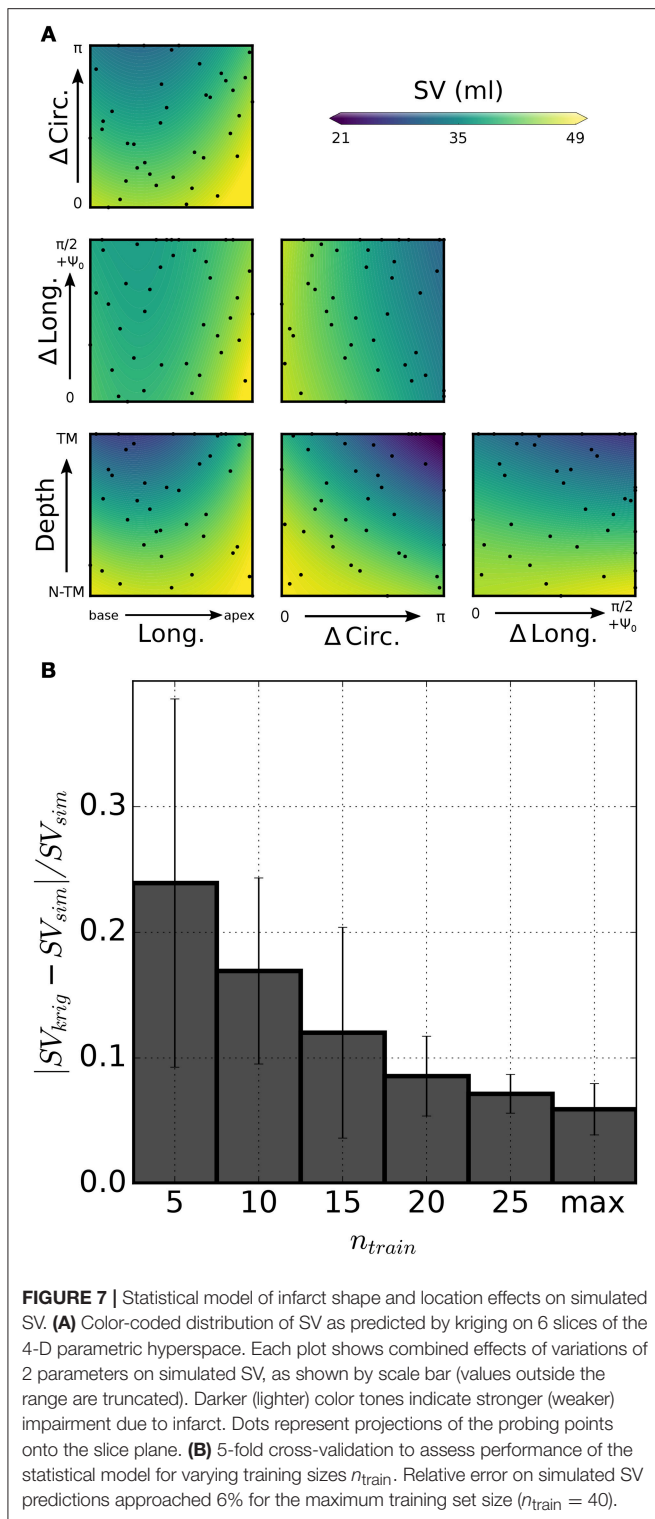 A
π
Δ Circ.
0
SV (ml)
21 35 49
π/2
+Ψ₀
Δ Long.
0
TM
Depth
N-TM
base apex
Long.
0 π
Δ Circ.
0 π/2
+Ψ₀
Δ Long.
B
|SV_krig − SV_sim|/SV_sim
0.3
0.2
0.1
0.0
5 10 15 20 25 max
n_train
FIGURE 7 | Statistical model of infarct shape and location effects on simulated
SV. (A) Color-coded distribution of SV as predicted by kriging on 6 slices of the
4-D parametric hyperspace. Each plot shows combined effects of variations of
2 parameters on simulated SV, as shown by scale bar (values outside the
range are truncated). Darker (lighter) color tones indicate stronger (weaker)
impairment due to infarct. Dots represent projections of the probing points
onto the slice plane. (B) 5-fold cross-validation to assess performance of the
statistical model for varying training sizes n_train. Relative error on simulated SV
predictions approached 6% for the maximum training set size (n_train = 40).